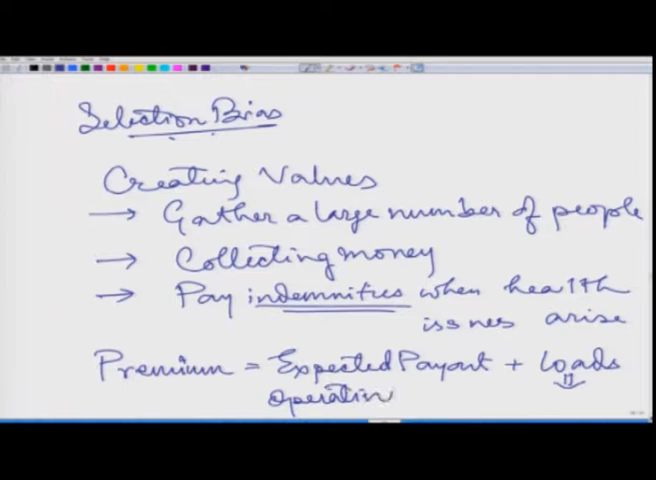 Selection Bias
Creating Values
→ Gather a large number of people
→ Collecting money
→ Pay indemnities when health
issues arise
Premium = Expected Payout + Loads
Operatin